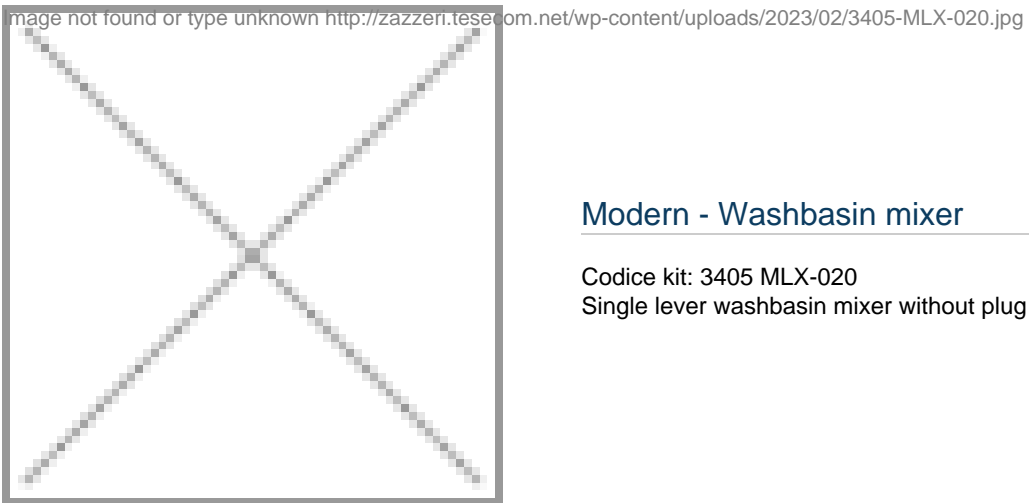 Image not found or type unknown http://zazzeri.tesecom.net/wp-content/uploads/2023/02/3405-MLX-020.jpg
Modern - Washbasin mixer
Codice kit: 3405 MLX-020
Single lever washbasin mixer without plug